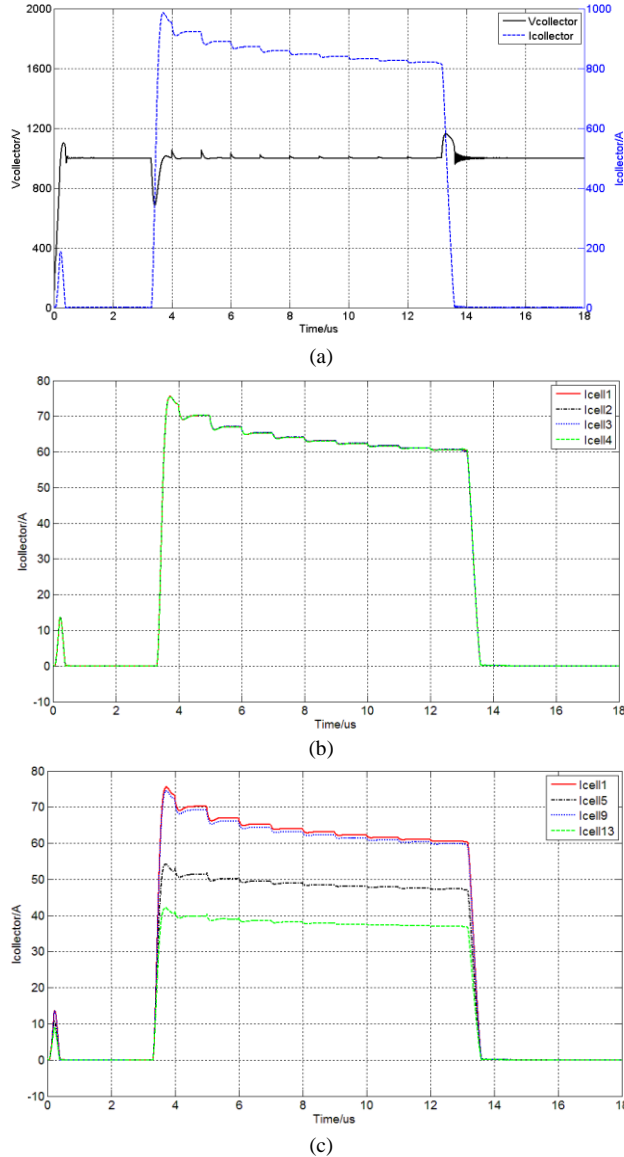 2000 1000
Vcollector
Icollector
1600 800
1200 600
Vcollector/V Icollector/A
800 400
400 200
0 0
0 2 4 6 8 10 12 14 16 18
Time/us
(a)
80
Icell1
Icell2
Icell3
Icell4
70
60
50
40
Icollector/A
30
20
10
0
-10
0 2 4 6 8 10 12 14 16 18
Time/us
(b)
80
Icell1
Icell5
Icell9
Icell13
70
60
50
40
Icollector/A
30
20
10
0
-10
0 2 4 6 8 10 12 14 16 18
Time/us
(c)